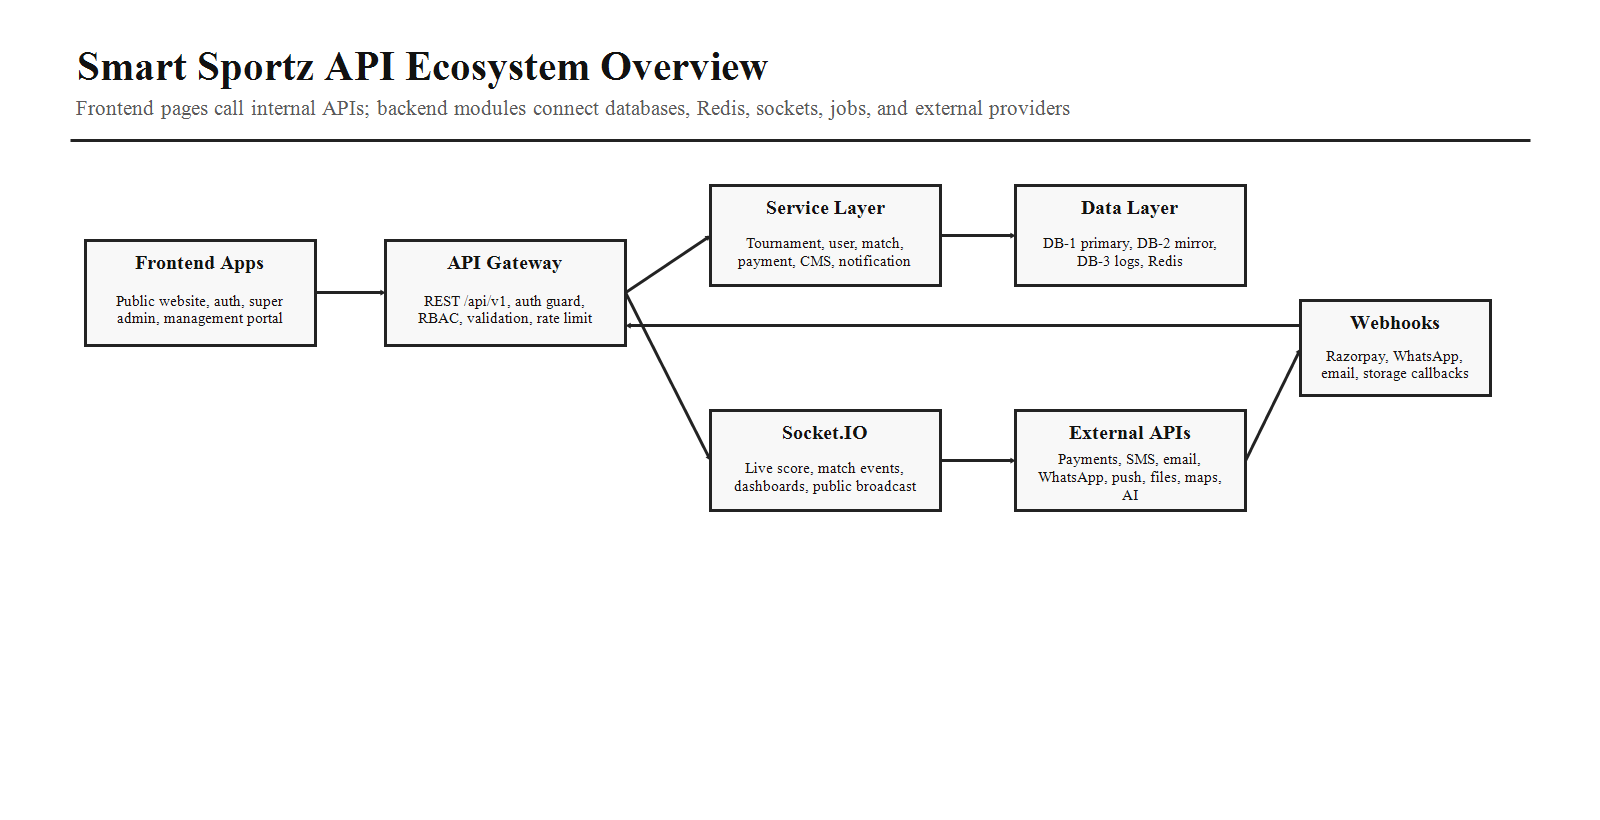 Smart Sportz API Ecosystem Overview
Frontend pages call internal APIs; backend modules connect databases, Redis, sockets, jobs, and external providers
Frontend Apps
Public website, auth, super
admin, management portal
API Gateway
REST /api/v1, auth guard,
RBAC, validation, rate limit
Service Layer
Tournament, user, match,
payment, CMS, notification
Data Layer
DB-1 primary, DB-2 mirror,
DB-3 logs, Redis
Webhooks
Razorpay, WhatsApp,
email, storage callbacks
Socket.IO
Live score, match events,
dashboards, public broadcast
External APIs
Payments, SMS, email,
WhatsApp, push, files, maps,
AI